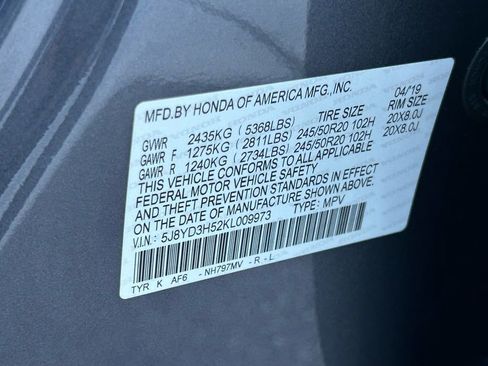 MFD.BY HONDA OF AMERICA MFG.,INC. 04/19
GVWR 2435KG ( 5368LBS) TIRE SIZE RIM SIZE
GAWR F 1275KG ( 2811LBS) 245/50R20 102H 20X8.0J
GAWR R 1240KG ( 2734LBS) 245/50R20 102H 20X8.0J
THIS VEHICLE CONFORMS TO ALL APPLICABLE
FEDERAL MOTOR VEHICLE SAFETY
AND THEFT PREVENTION STANDARDS IN EFFECT
ON THE DATE OF MANUFACTURE SHOWN ABOVE.
V.I.N: 5J8YD3H52KL009973 TYPE: MPV
TYR K AF6 -NH797MV -R -L